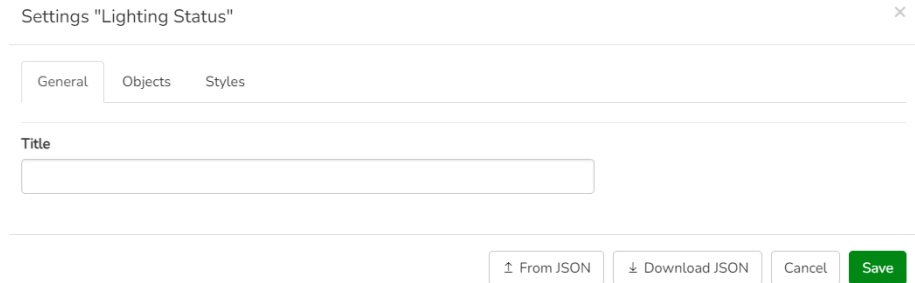 Settings "Lighting Status"
×
General Objects Styles
Title
From JSON Download JSON Cancel Save